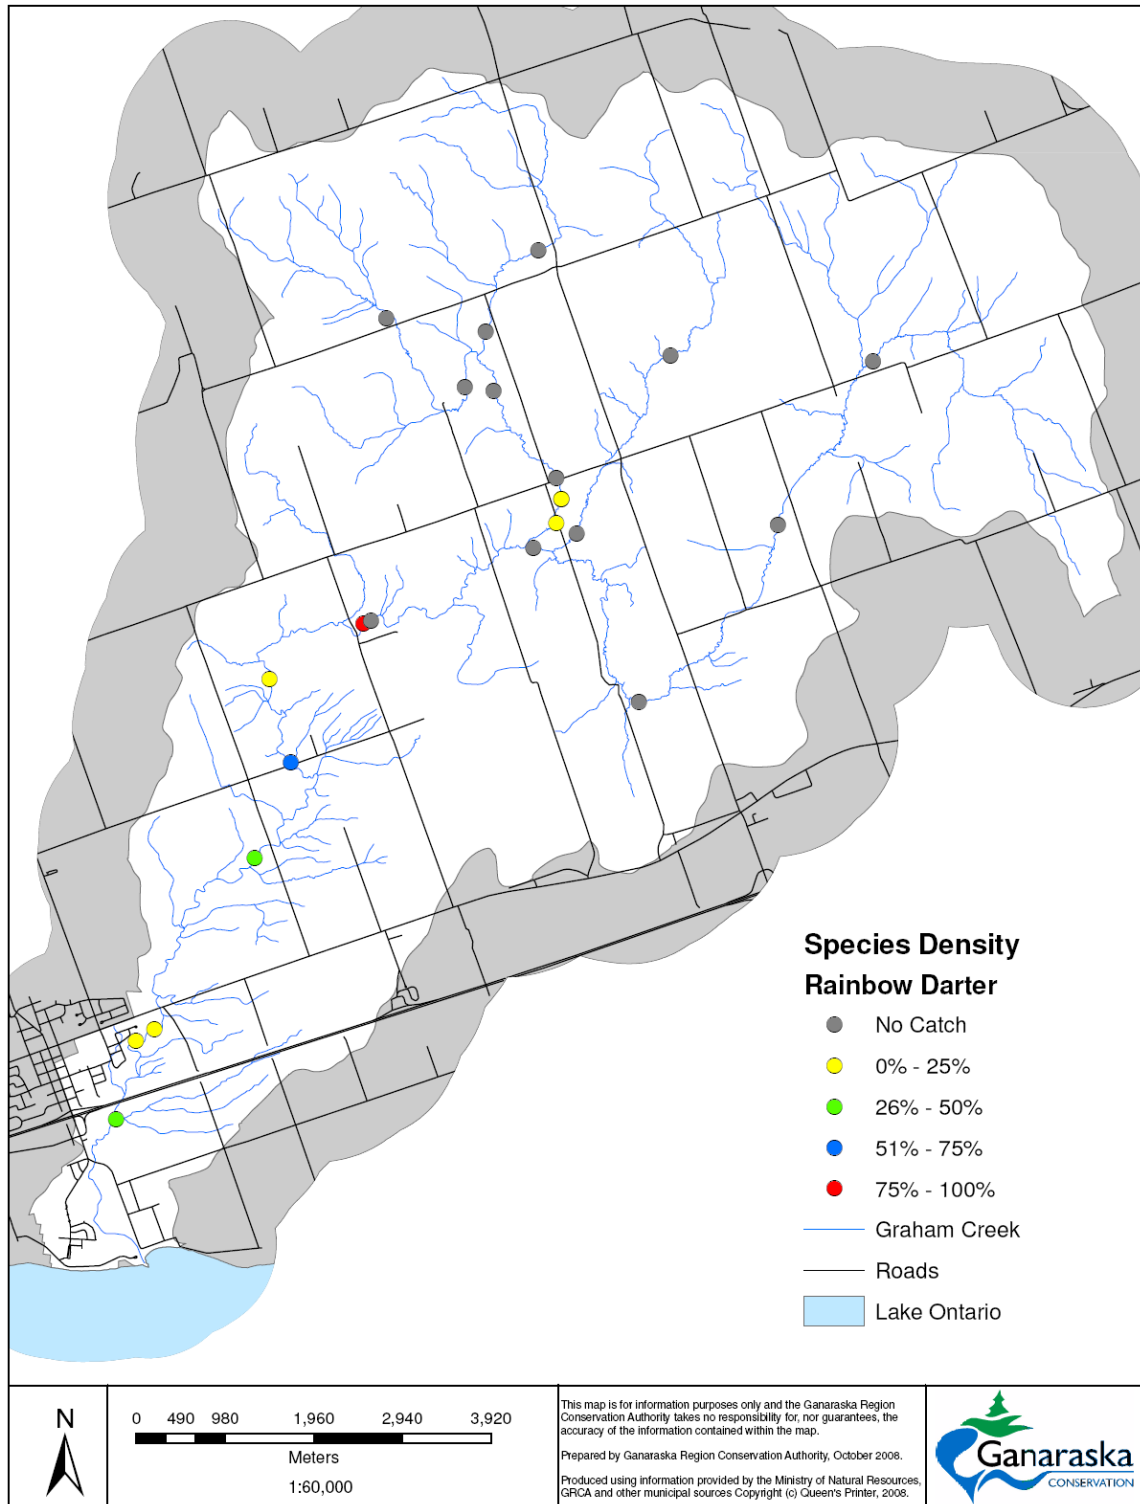 Species Density
Rainbow Darter
No Catch
0% - 25%
26% - 50%
51% - 75%
75% - 100%
Graham Creek
Roads
Lake Ontario
N
0 490 980 1,960 2,940 3,920
Meters
1:60,000
This map is for information purposes only and the Ganaraska Region
Conservation Authority takes no responsibility for, nor guarantees, the
accuracy of the information contained within the map.
Prepared by Ganaraska Region Conservation Authority, October 2008.
Produced using information provided by the Ministry of Natural Resources,
GRCA and other municipal sources Copyright (c) Queen's Printer, 2008.
Ganaraska
CONSERVATION